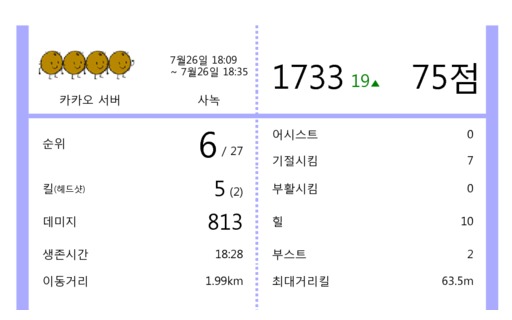 7월26일 18:09
~ 7월26일 18:35
카카오 서버
사녹
1733 19▲
75점
순위
6 / 27
킬(헤드샷)
5 (2)
데미지
813
생존시간
18:28
이동거리
1.99km
어시스트
0
기절시킴
7
부활시킴
0
힐
10
부스트
2
최대거리킬
63.5m